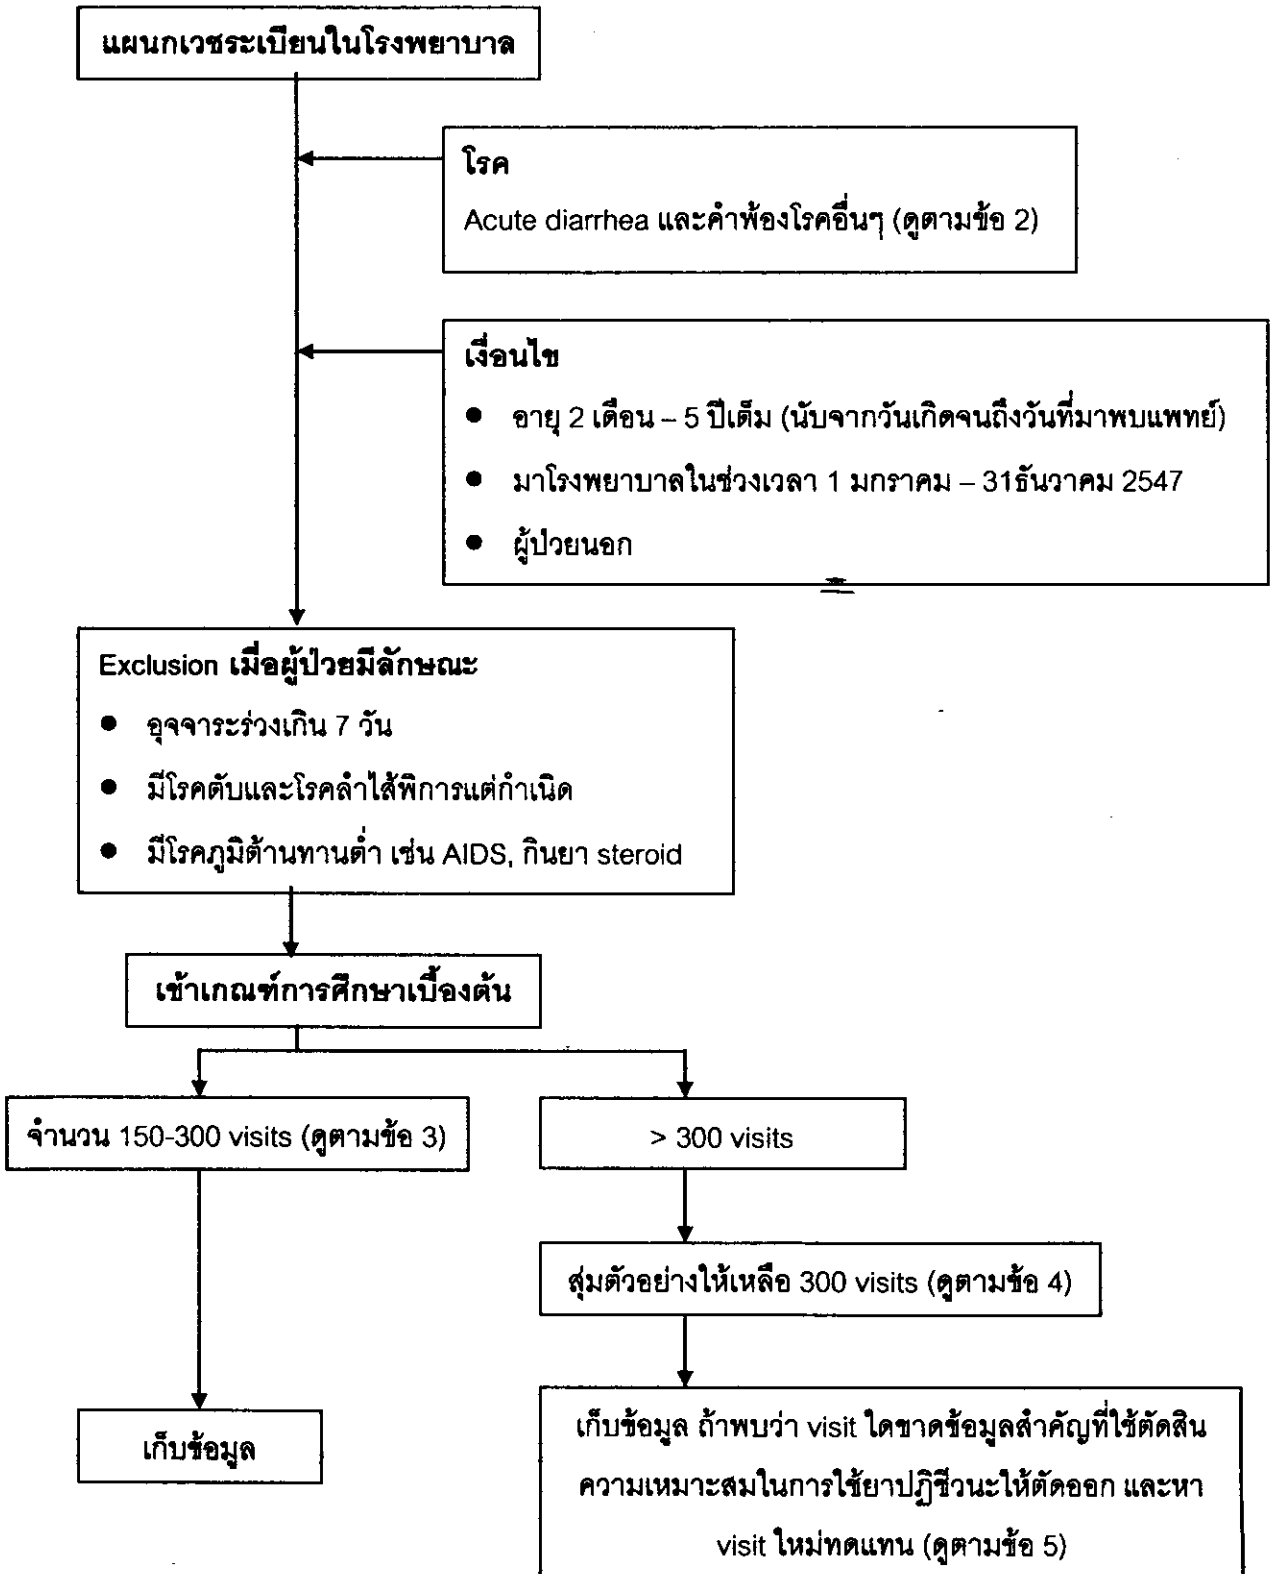 แผนกเวชระเบียนในโรงพยาบาล
โรค
Acute diarrhea และคำพ้องโรคอื่นๆ (ดูตามข้อ 2)
เงื่อนไข
● อายุ 2 เดือน – 5 ปีเต็ม (นับจากวันเกิดจนถึงวันที่มาพบแพทย์)
● มาโรงพยาบาลในช่วงเวลา 1 มกราคม – 31ธันวาคม 2547
● ผู้ป่วยนอก
Exclusion เมื่อผู้ป่วยมีลักษณะ
● อุจจาระร่วงเกิน 7 วัน
● มีโรคตับและโรคลำไส้พิการแต่กำเนิด
● มีโรคภูมิต้านทานต่ำ เช่น AIDS, กินยา steroid
เข้าเกณฑ์การศึกษาเบื้องต้น
จำนวน 150-300 visits (ดูตามข้อ 3)
> 300 visits
สุ่มตัวอย่างให้เหลือ 300 visits (ดูตามข้อ 4)
เก็บข้อมูล
เก็บข้อมูล ถ้าพบว่า visit ใดขาดข้อมูลสำคัญที่ใช้ตัดสิน
ความเหมาะสมในการใช้ยาปฏิชีวนะให้ตัดออก และหา
visit ใหม่ทดแทน (ดูตามข้อ 5)